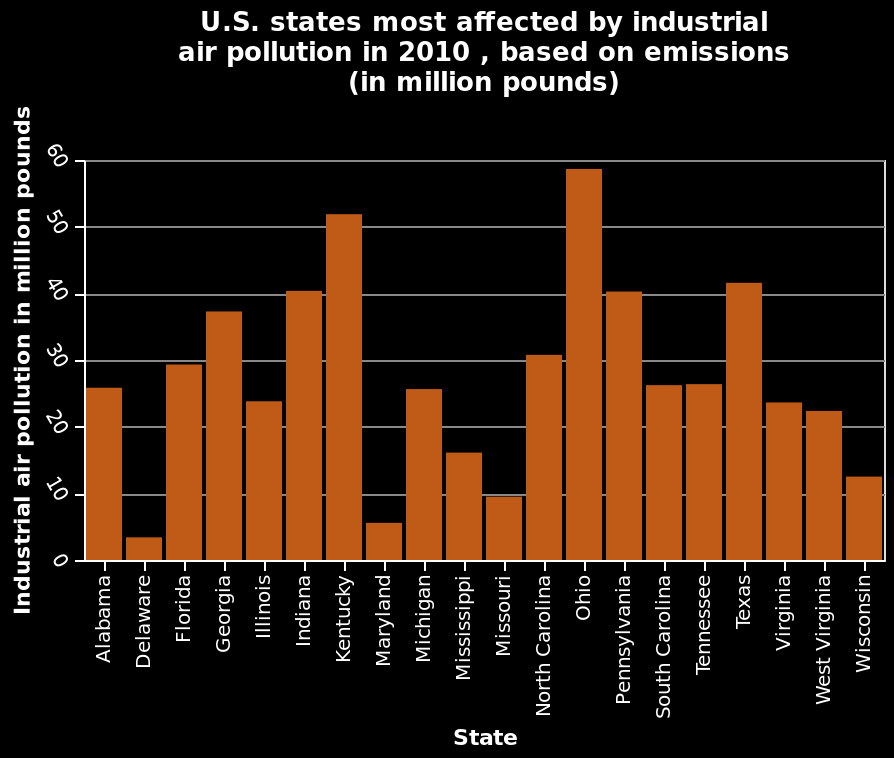 U.S. states most affected by industrial
air pollution in 2010 , based on emissions
(in million pounds)
Industrial air pollution in million pounds
60
50
40
30
20
10
0
Alabama
Delaware
Florida
Georgia
Illinois
Indiana
Kentucky
Maryland
Michigan
Mississippi
Missouri
North Carolina
Ohio
Pennsylvania
South Carolina
Tennessee
Texas
Virginia
West Virginia
Wisconsin
State